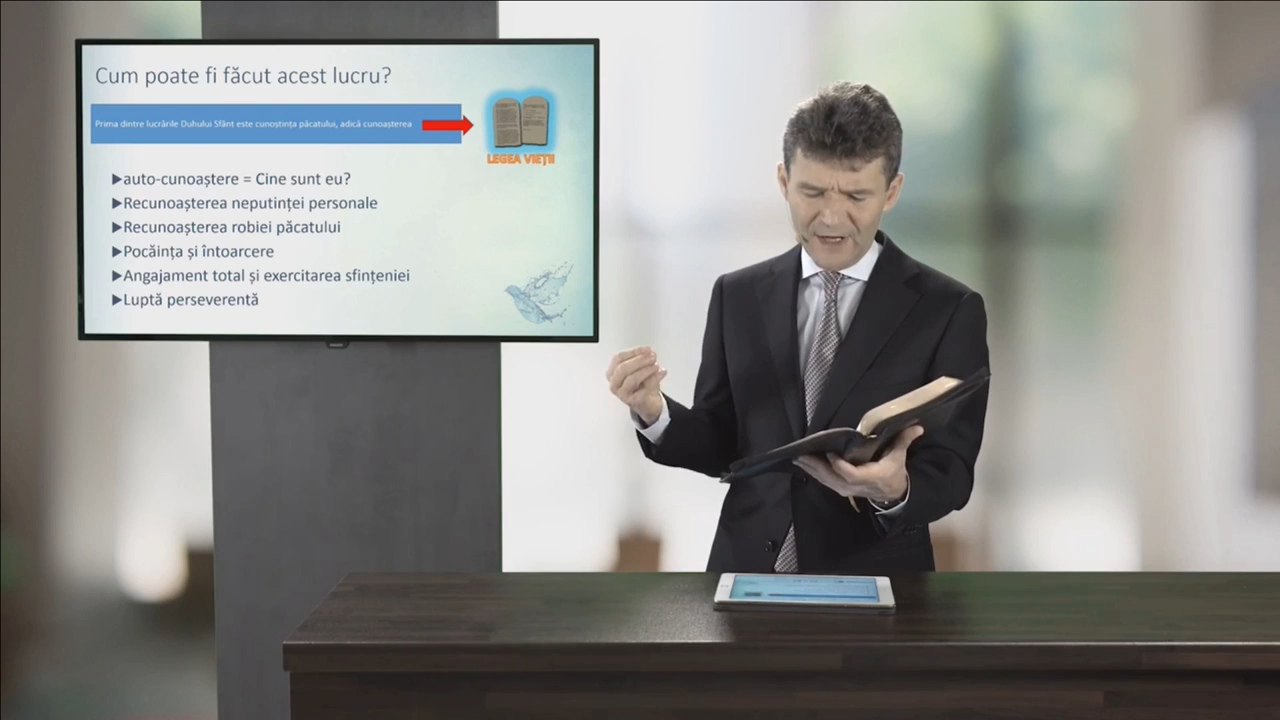 Cum poate fi făcut acest lucru?
Prima dintre lucrările Duhului Sfânt este cunoștința păcatului, adică cunoașterea
LEGEA VIEȚII
▶auto-cunoaștere = Cine sunt eu?
▶Recunoașterea neputinței personale
▶Recunoașterea robiei păcatului
▶Pocăința și întoarcere
▶Angajament total și exercitarea sfințeniei
▶Luptă perseverentă